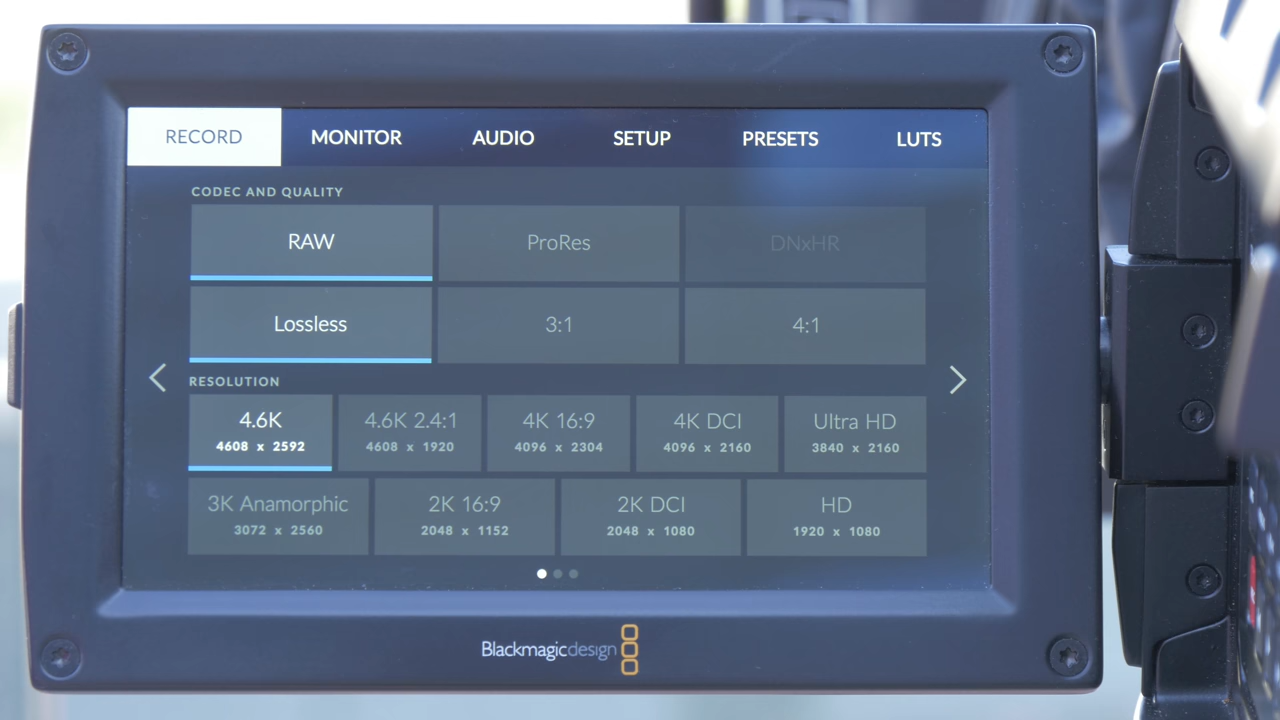 RECORD MONITOR AUDIO SETUP PRESETS LUTS
CODEC AND QUALITY
RAW ProRes DNxHR
Lossless 3:1 4:1
RESOLUTION
4.6K 4.6K 2.4:1 4K 16:9 4K DCI Ultra HD
4608 x 2592 4608 x 1920 4096 x 2304 4096 x 2160 3840 x 2160
3K Anamorphic 2K 16:9 2K DCI HD
3072 x 2560 2048 x 1152 2048 x 1080 1920 x 1080
Blackmagicdesign